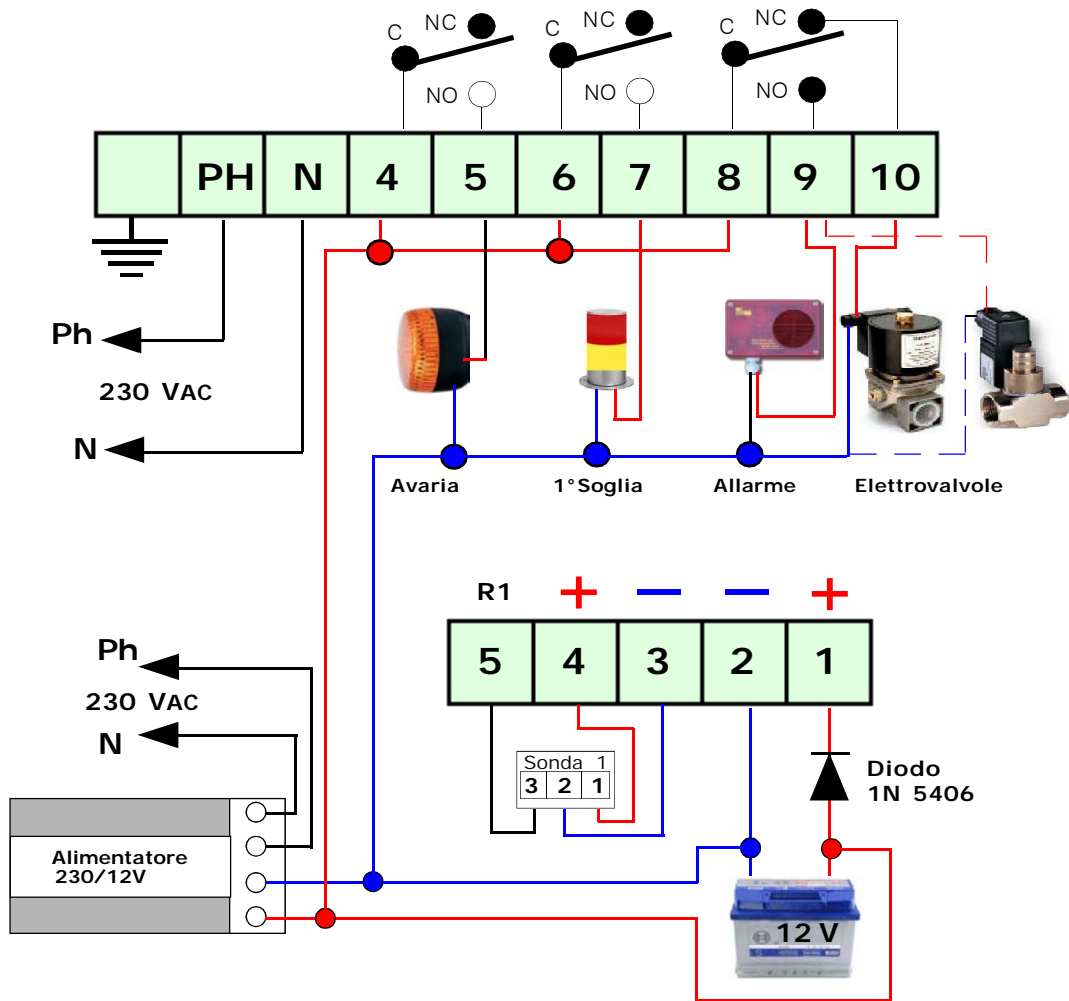 C NC C NC C NC
NO NO NO
PH N 4 5 6 7 8 9 10
Ph
230 VAC
N
Avaria 1°Soglia Allarme Elettrovalvole
R1 + — — +
5 4 3 2 1
Ph
230 VAC
N
Sonda 1
3 2 1
Diodo
1N 5406
Alimentatore
230/12V
12 V